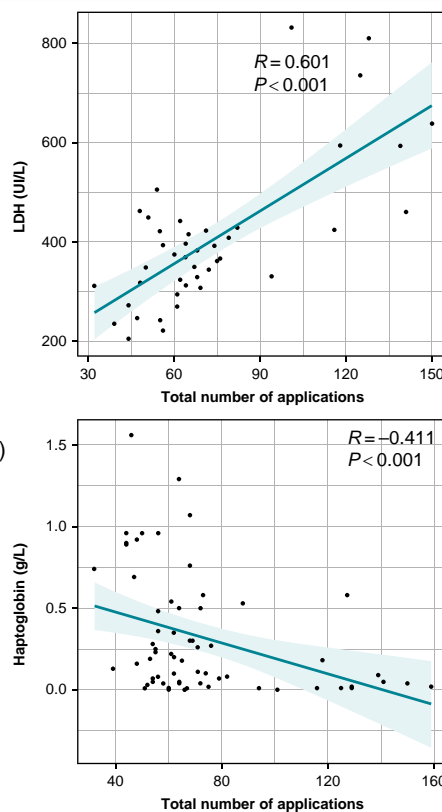 800
R = 0.601
P < 0.001
600
LDH (UI/L)
400
200
30 60 90 120 150
Total number of applications
)
R = –0.411
P < 0.001
1.5
1.0
Haptoglobin (g/L)
0.5
0.0
40 80 120 160
Total number of applications